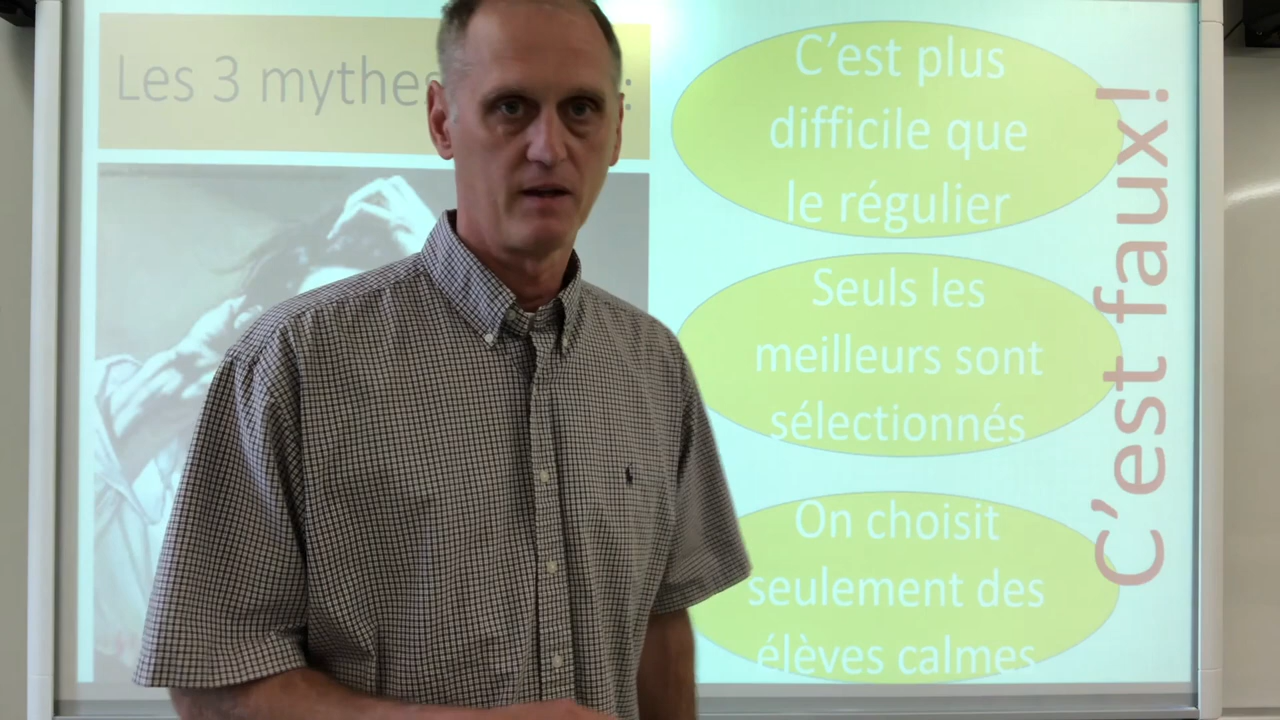 Les 3 mythes :
C'est plus
difficile que
le régulier
Seuls les
meilleurs sont
sélectionnés
On choisit
seulement des
élèves calmes
C'est faux!